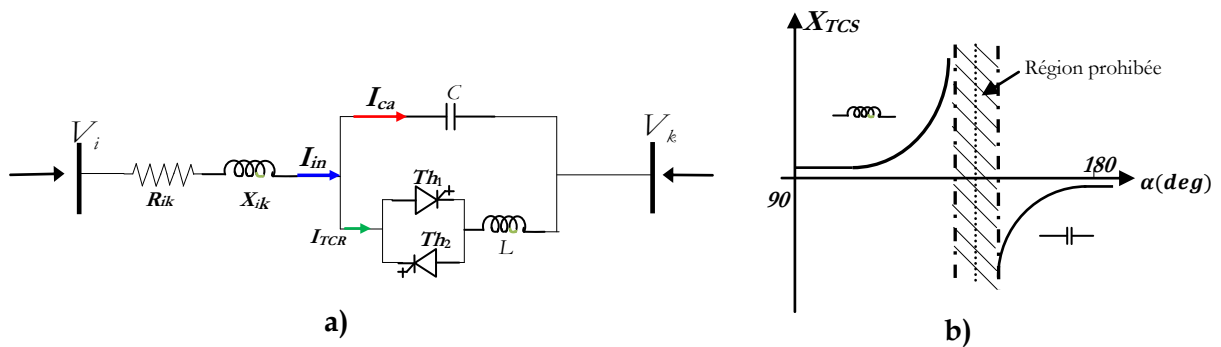 V_i
R_ik
X_ik
I_in
I_ca
C
I_TCR
Th_1
Th_2
L
V_k
a)
X_TCS
Région prohibée
90
180
α(deg)
b)